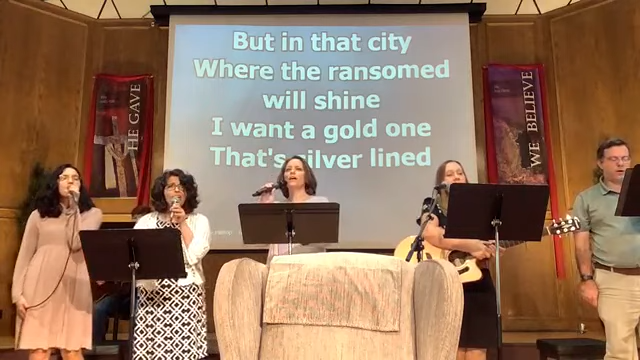 But in that city
Where the ransomed
will shine
I want a gold one
That's silver lined
HE GAVE
WE BELIEVE